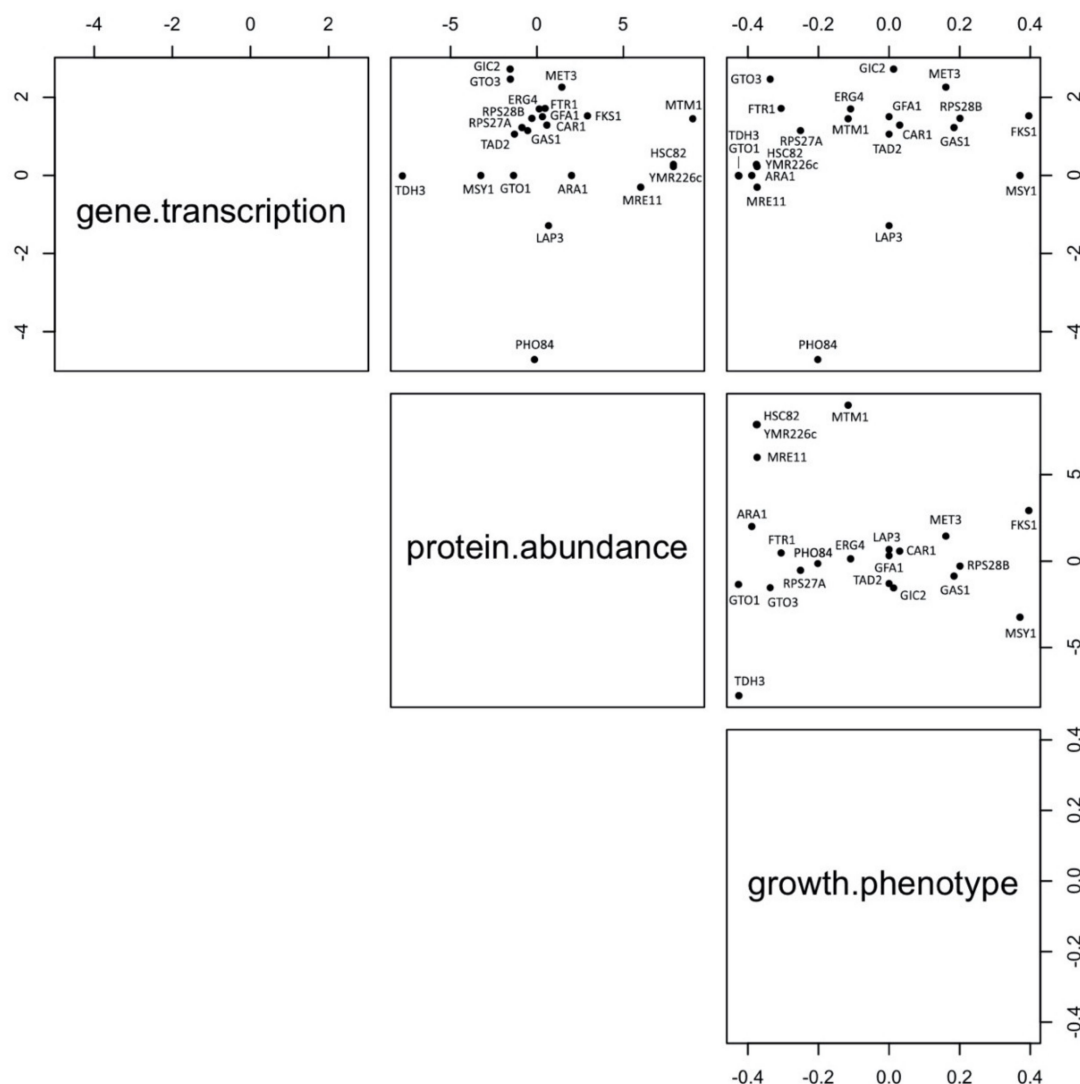 -4 -2 0 2
-5 0 5
-0.4 -0.2 0.0 0.2 0.4
2
0
-2
-4
gene.transcription
GIC2
GTO3
MET3
ERG4
FTR1
RPS28B
GFA1
FKS1
MTM1
RPS27A
CAR1
TAD2
GAS1
HSC82
YMR226c
TDH3
MSY1
GTO1
ARA1
MRE11
LAP3
PHO84
GTO3
GIC2
MET3
FTR1
ERG4
GFA1
RPS28B
MTM1
CAR1
FKS1
TDH3
RPS27A
TAD2
GAS1
GTO1
HSC82
YMR226c
ARA1
MSY1
MRE11
LAP3
PHO84
2
0
-2
-4
protein.abundance
HSC82
MTM1
YMR226c
MRE11
ARA1
FKS1
MET3
FTR1
LAP3
PHO84
ERG4
CAR1
GFA1
RPS28B
RPS27A
TAD2
GTO1
GTO3
GIC2
GAS1
MSY1
TDH3
5
0
-5
growth.phenotype
0.4
0.2
0.0
-0.2
-0.4
-0.4 -0.2 0.0 0.2 0.4